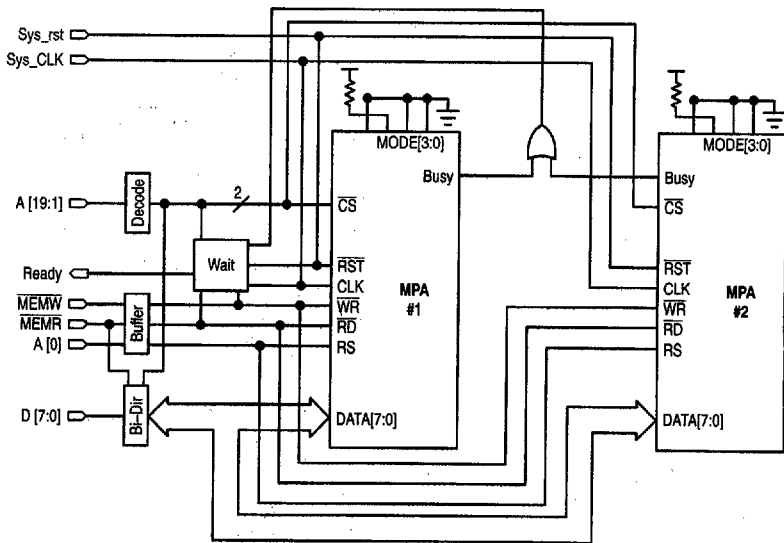 Sys_rst
Sys_CLK
MODE[3:0]
MODE[3:0]
Busy
Busy
A [19:1]
Decode
2
CS
CS
Ready
Wait
RST
RST
CLK
CLK
MPA
#1
MPA
#2
MEMW
WR
WR
MEMR
Buffer
RD
RD
A [0]
RS
RS
D [7:0]
Bi-Dir
DATA[7:0]
DATA[7:0]